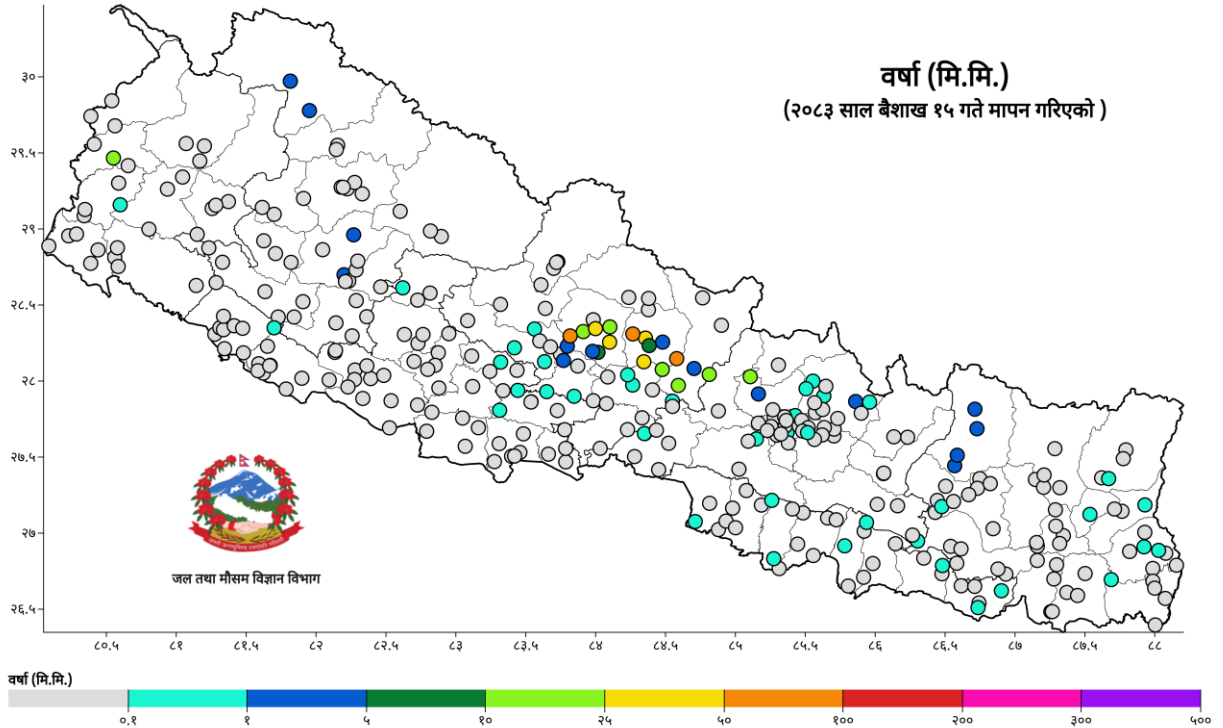 वर्षा (मि.मि.)
(२०८३ साल बैशाख १५ गते मापन गरिएको )
३०
२९.५
२९
२८.५
२८
२७.५
२७
२६.५
जल तथा मौसम विज्ञान विभाग
८०.५ ८१ ८१.५ ८२ ८२.५ ८३ ८३.५ ८४ ८४.५ ८५ ८५.५ ८६ ८६.५ ८७ ८७.५ ८८
वर्षा (मि.मि.)
०.१ १ ५ १० २५ ५० १०० २०० ३०० ५००